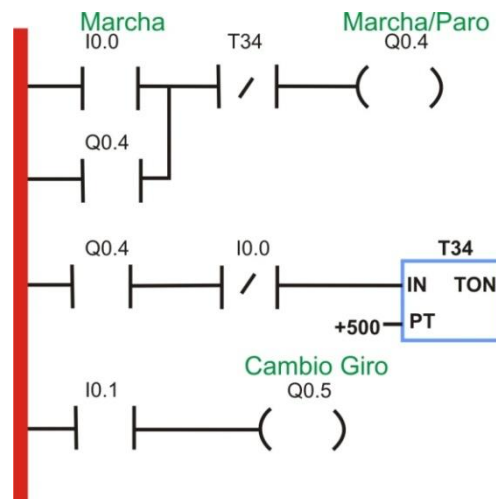 Marcha Marcha/Paro
I0.0 T34 Q0.4
Q0.4
Q0.4 I0.0 T34
IN TON
+500 PT
Cambio Giro
I0.1 Q0.5